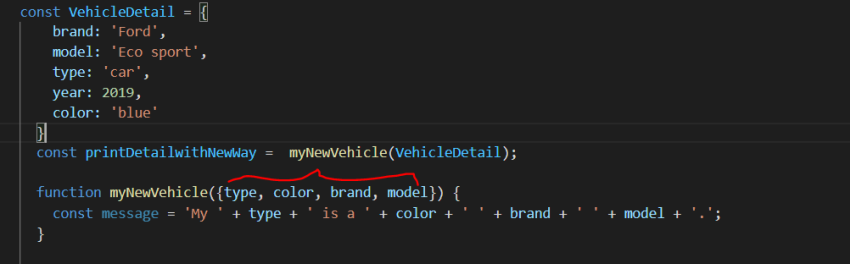 const VehicleDetail = {
brand: 'Ford',
model: 'Eco sport',
type: 'car',
year: 2019,
color: 'blue'
}
const printDetailwithNewWay =  myNewVehicle(VehicleDetail);
function myNewVehicle({type, color, brand, model}) {
const message = 'My ' + type + ' is a ' + color + ' ' + brand + ' ' + model + '.';
}